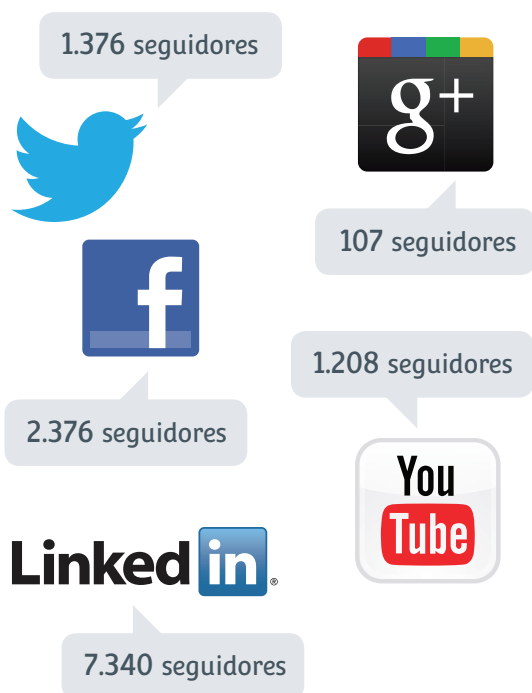 1.376 seguidores
g+
107 seguidores
f
1.208 seguidores
2.376 seguidores
You
Tube
Linked in ®
7.340 seguidores